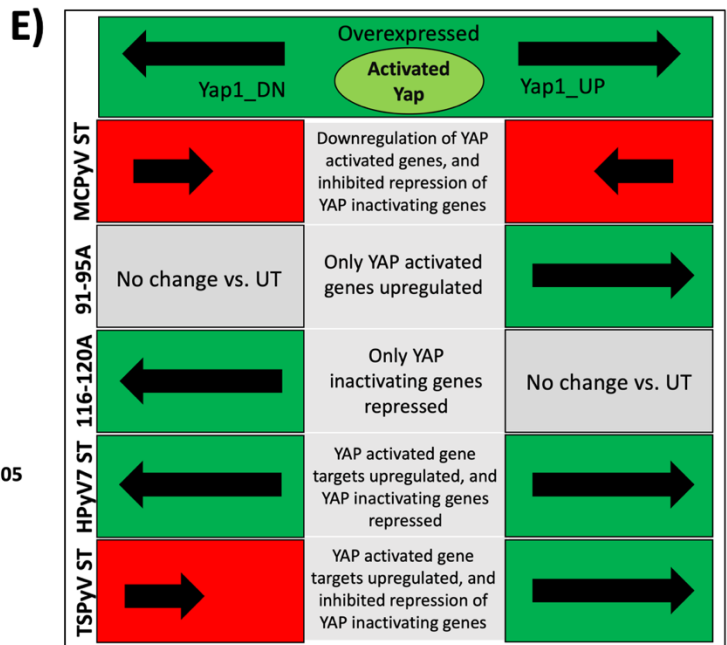 E)
Overexpressed
Activated
Yap
Yap1_DN
Yap1_UP
MCPyV ST
Downregulation of YAP
activated genes, and
inhibited repression of
YAP inactivating genes
91-95A
No change vs. UT
Only YAP activated
genes upregulated
116-120A
Only YAP
inactivating genes
repressed
No change vs. UT
05
HPyV7 ST
YAP activated gene
targets upregulated, and
YAP inactivating genes
repressed
TSPyV ST
YAP activated gene
targets upregulated, and
inhibited repression of
YAP inactivating genes